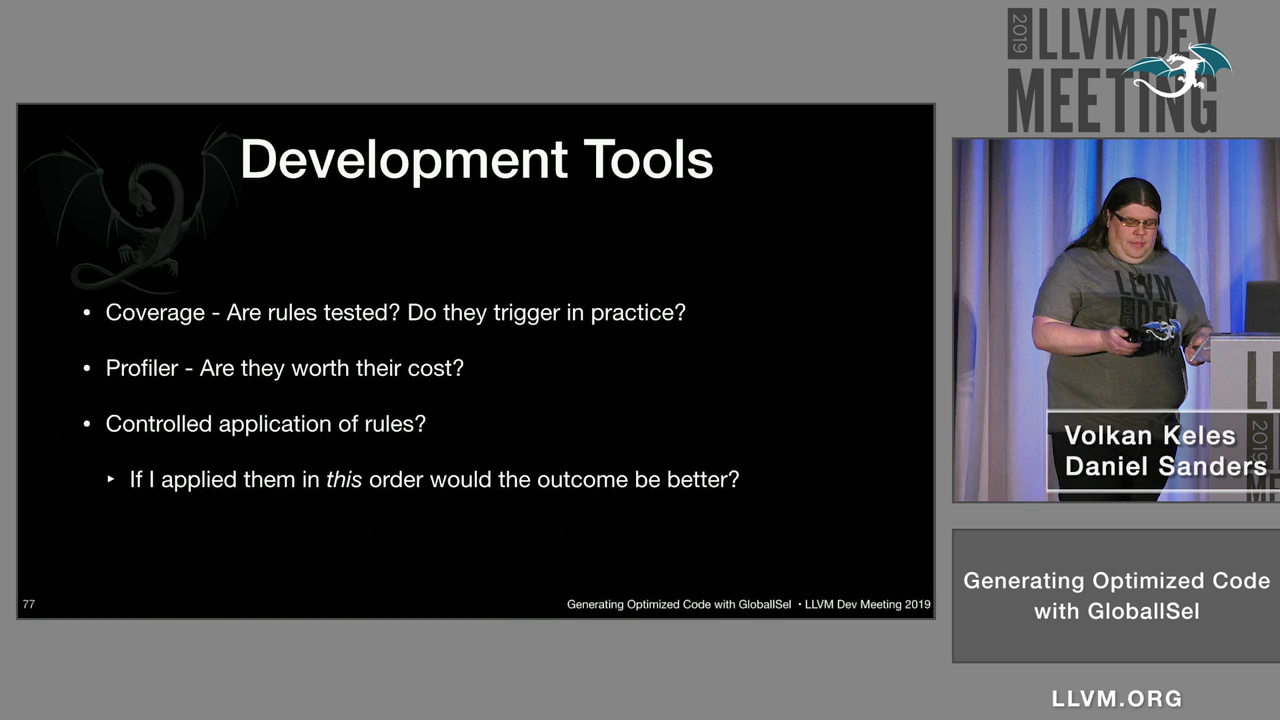 2019 LLVM DEV
MEETING
Development Tools
• Coverage - Are rules tested? Do they trigger in practice?
• Profiler - Are they worth their cost?
• Controlled application of rules?
‣ If I applied them in this order would the outcome be better?
77
Generating Optimized Code with GlobalISel • LLVM Dev Meeting 2019
LLVM
DEV
Volkan Keles
Daniel Sanders
2019
Generating Optimized Code
with GlobalISel
LLVM.ORG